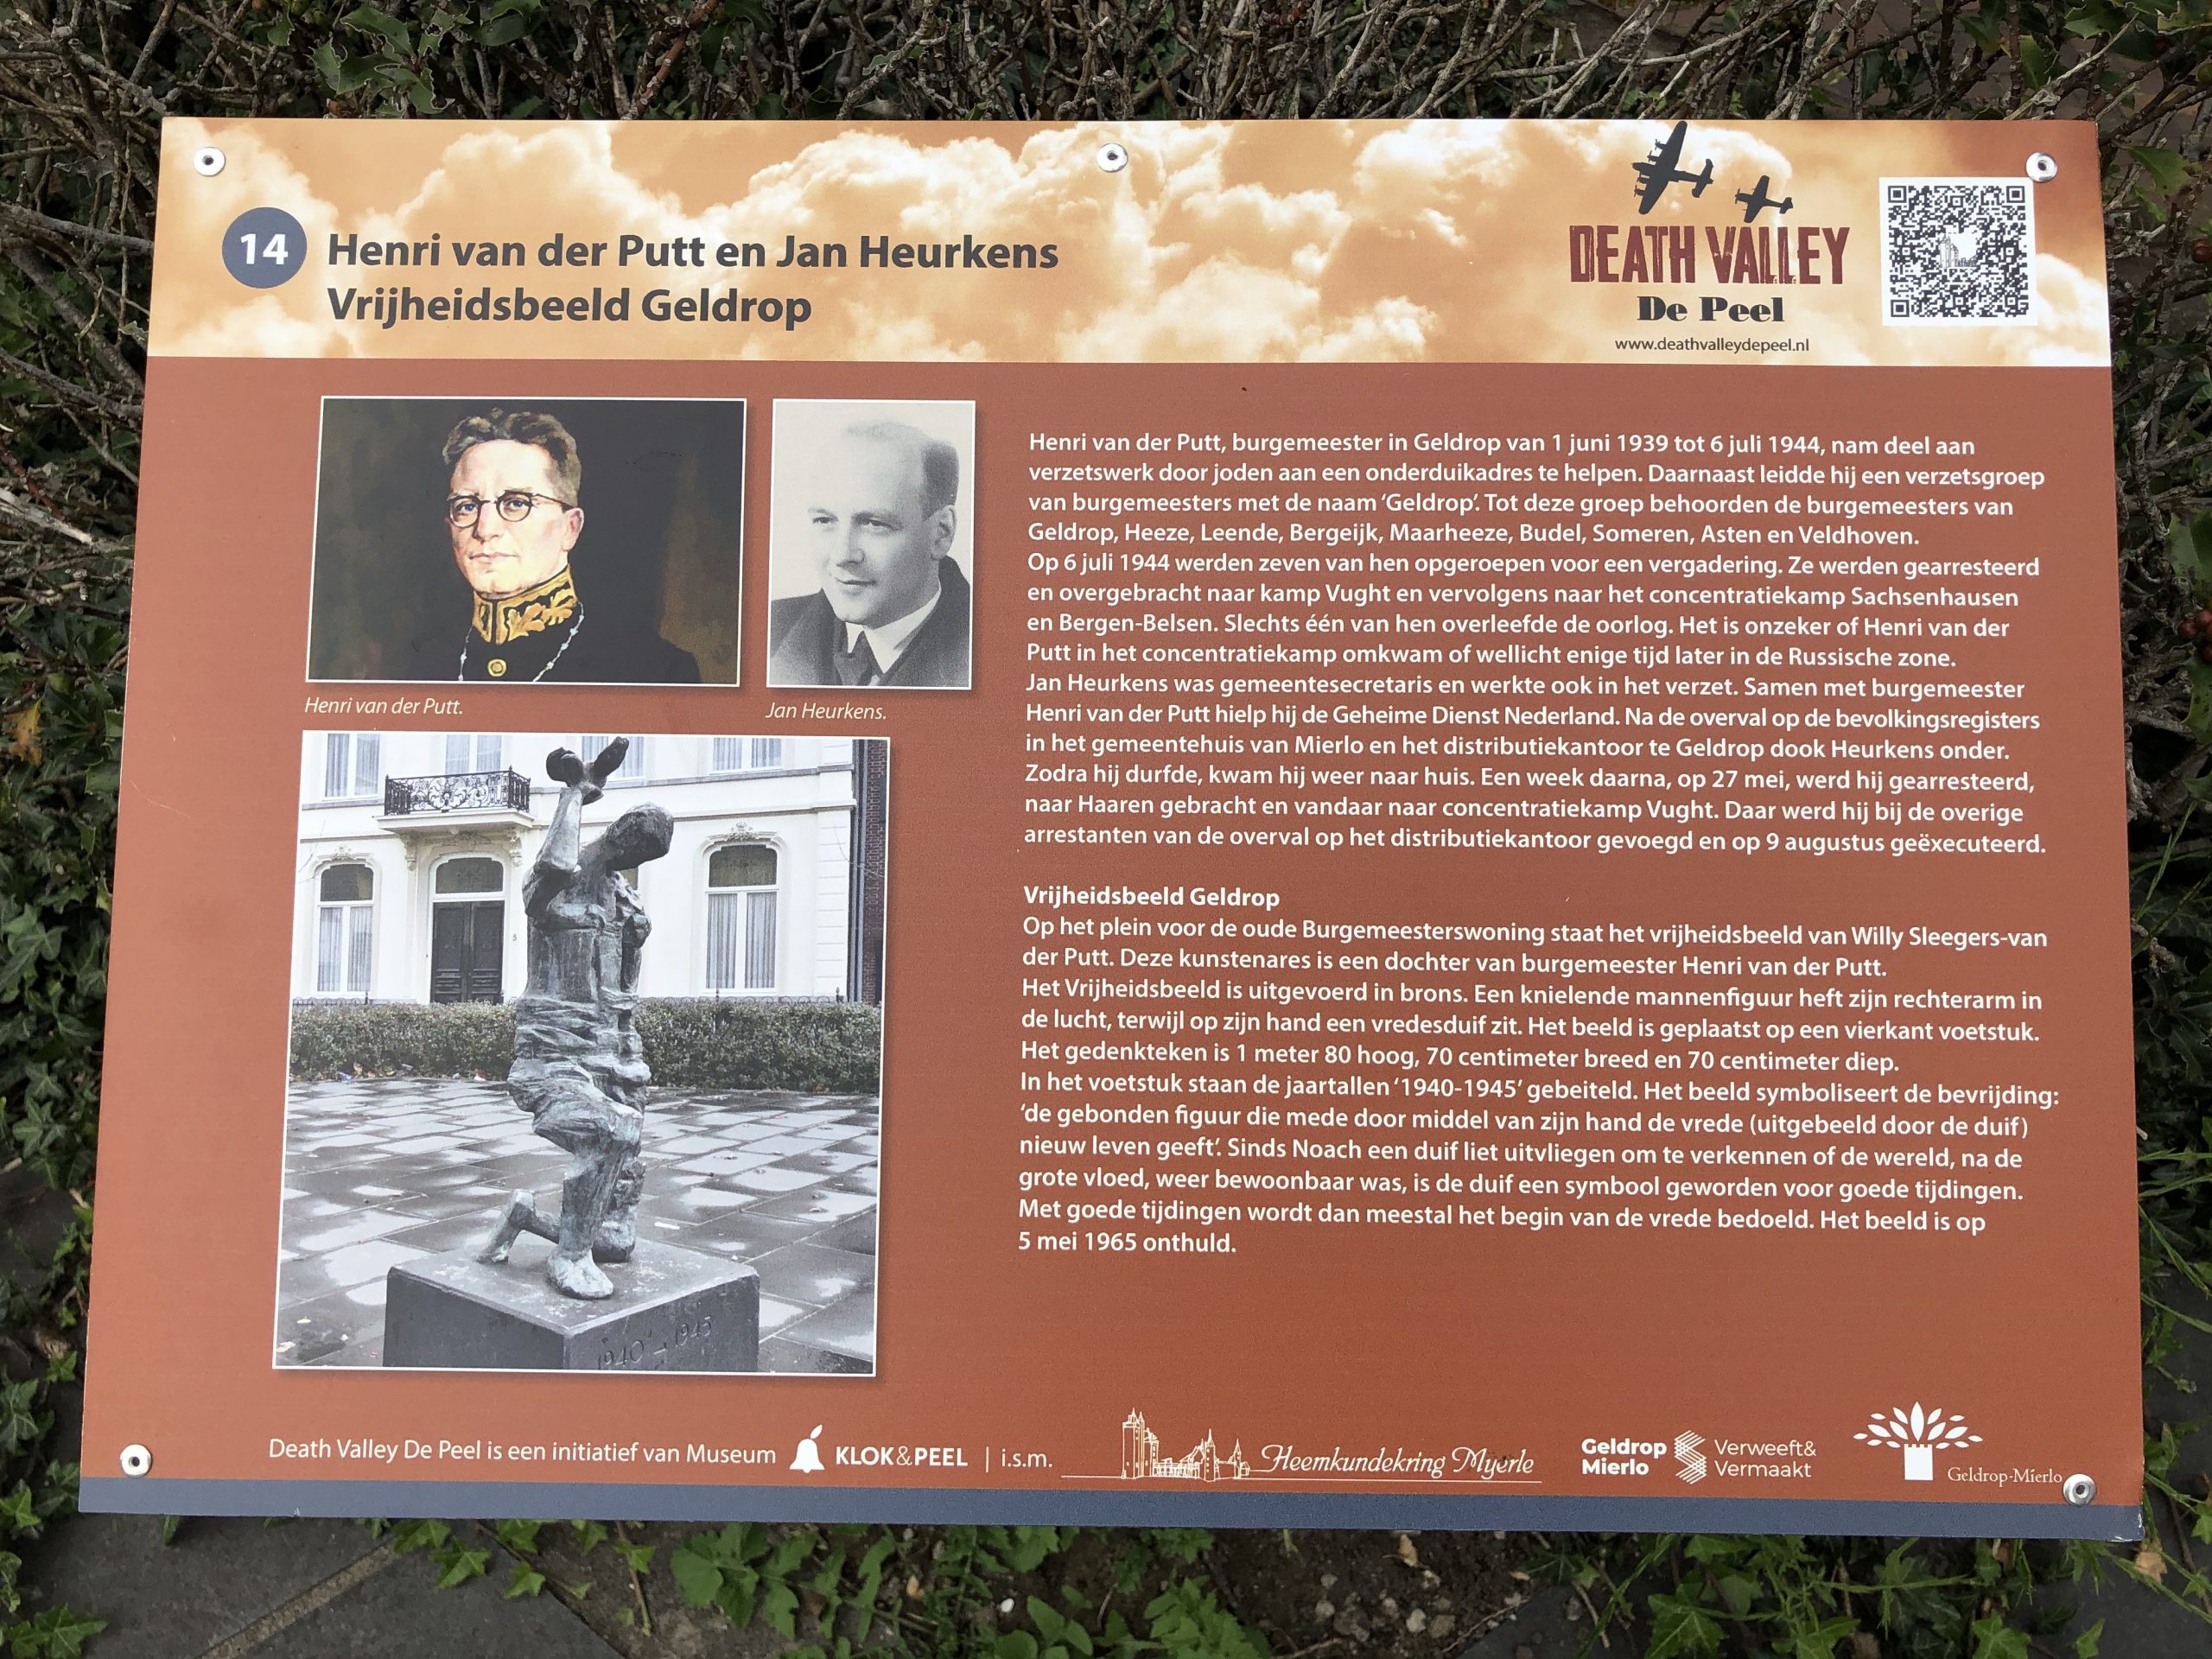 14 Henri van der Putt en Jan Heurkens
Vrijheidsbeeld Geldrop
DEATH VALLEY
De Peel
www.deathvalleydepeel.nl
Henri van der Putt.
Jan Heurkens.
Henri van der Putt, burgemeester in Geldrop van 1 juni 1939 tot 6 juli 1944, nam deel aan
verzetswerk door joden aan een onderduikadres te helpen. Daarnaast leidde hij een verzetsgroep
van burgemeesters met de naam ‘Geldrop’. Tot deze groep behoorden de burgemeesters van
Geldrop, Heeze, Leende, Bergeijk, Maarheeze, Budel, Someren, Asten en Veldhoven.
Op 6 juli 1944 werden zeven van hen opgeroepen voor een vergadering. Ze werden gearresteerd
en overgebracht naar kamp Vught en vervolgens naar het concentratiekamp Sachsenhausen
en Bergen-Belsen. Slechts één van hen overleefde de oorlog. Het is onzeker of Henri van der
Putt in het concentratiekamp omkwam of wellicht enige tijd later in de Russische zone.
Jan Heurkens was gemeentesecretaris en werkte ook in het verzet. Samen met burgemeester
Henri van der Putt hielp hij de Geheime Dienst Nederland. Na de overval op de bevolkingsregisters
in het gemeentehuis van Mierlo en het distributiekantoor te Geldrop dook Heurkens onder.
Zodra hij durfde, kwam hij weer naar huis. Een week daarna, op 27 mei, werd hij gearresteerd,
naar Haaren gebracht en vandaar naar concentratiekamp Vught. Daar werd hij bij de overige
arrestanten van de overval op het distributiekantoor gevoegd en op 9 augustus geëxecuteerd.
Vrijheidsbeeld Geldrop
Op het plein voor de oude Burgemeesterswoning staat het vrijheidsbeeld van Willy Sleegers-van
der Putt. Deze kunstenares is een dochter van burgemeester Henri van der Putt.
Het Vrijheidsbeeld is uitgevoerd in brons. Een knielende mannenfiguur heft zijn rechterarm in
de lucht, terwijl op zijn hand een vredesduif zit. Het beeld is geplaatst op een vierkant voetstuk.
Het gedenkteken is 1 meter 80 hoog, 70 centimeter breed en 70 centimeter diep.
In het voetstuk staan de jaartallen ‘1940-1945’ gebeiteld. Het beeld symboliseert de bevrijding:
‘de gebonden figuur die mede door middel van zijn hand de vrede (uitgebeeld door de duif)
nieuw leven geeft’. Sinds Noach een duif liet uitvliegen om te verkennen of de wereld, na de
grote vloed, weer bewoonbaar was, is de duif een symbool geworden voor goede tijdingen.
Met goede tijdingen wordt dan meestal het begin van de vrede bedoeld. Het beeld is op
5 mei 1965 onthuld.
1940 - 1945
Death Valley De Peel is een initiatief van Museum KLOK&PEEL | i.s.m.
Heemkundekring Myerle
Geldrop
Mierlo
Verweeft&
Vermaakt
Geldrop-Mierlo